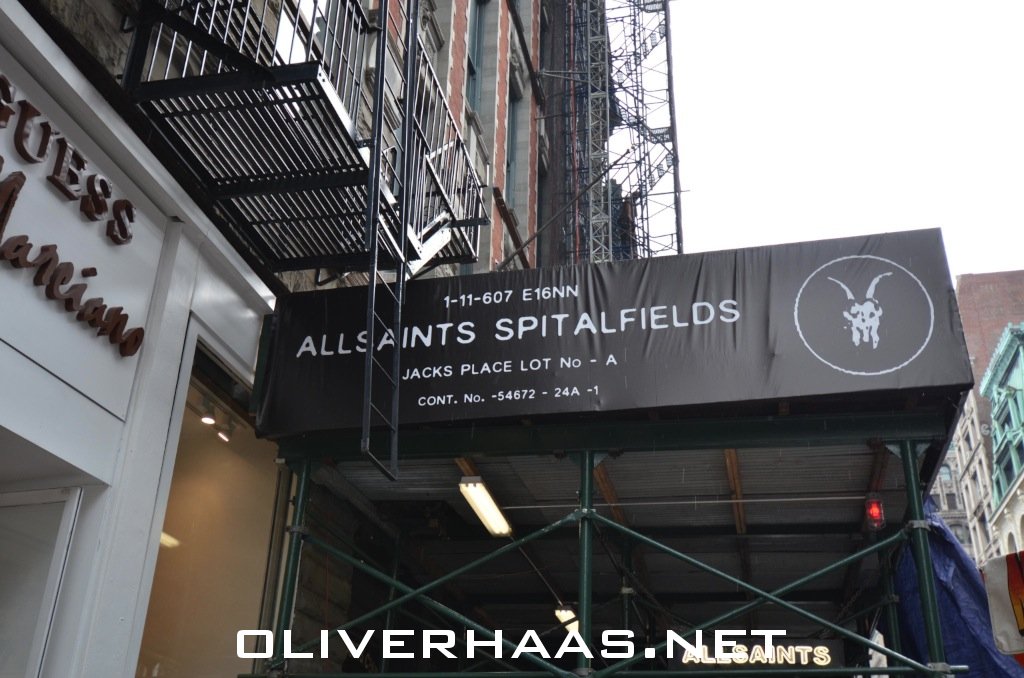 GUESS
Marciano
1-11-607 E16NN
ALLSAINTS SPITALFIELDS
JACKS PLACE LOT No - A
CONT. No. -54672 - 24A -1
ALLSAINTS
OLIVERHAAS.NET